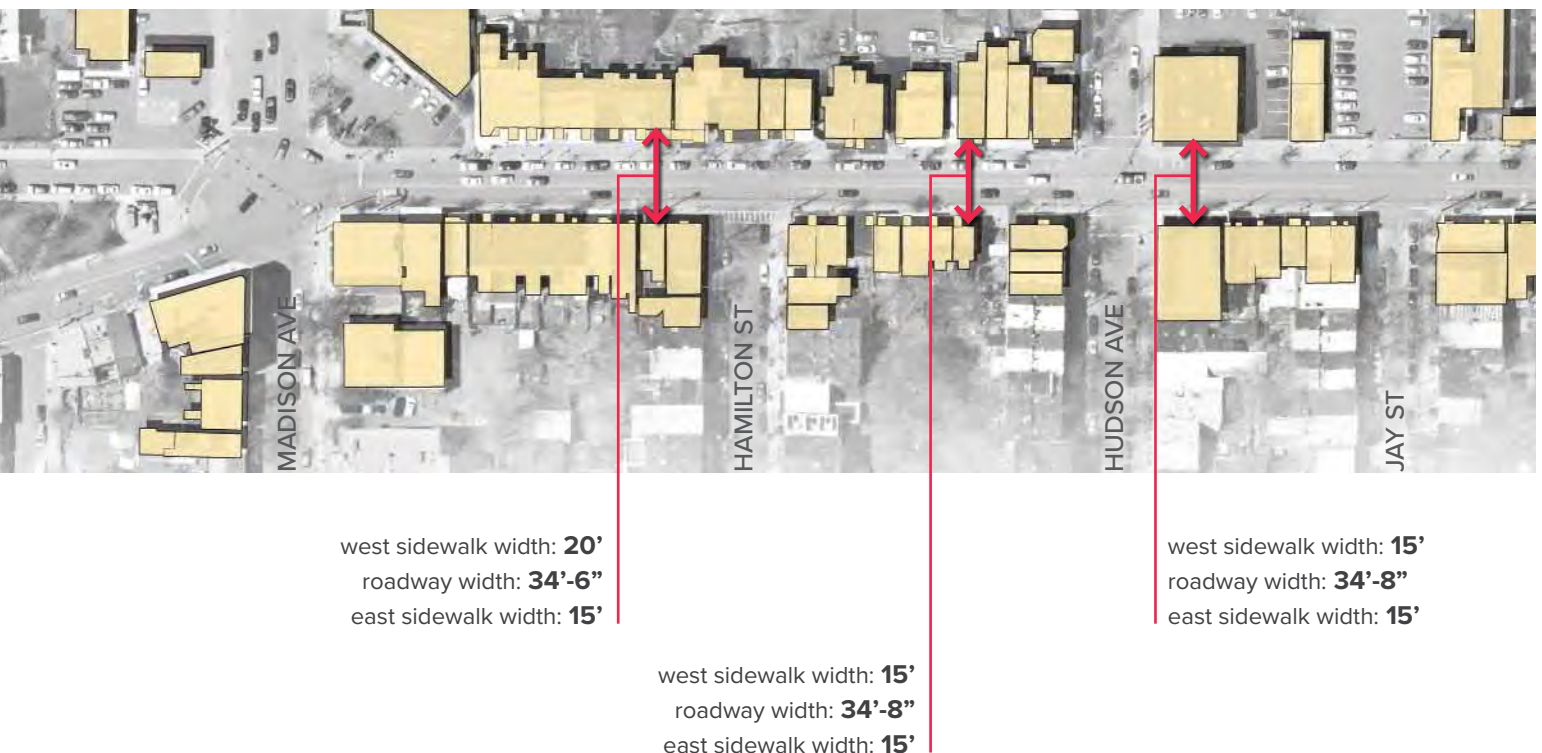 MADISON AVE
HAMILTON ST
HUDSON AVE
JAY ST
west sidewalk width: 20’
roadway width: 34’-6”
east sidewalk width: 15’
west sidewalk width: 15’
roadway width: 34’-8”
east sidewalk width: 15’
west sidewalk width: 15’
roadway width: 34’-8”
east sidewalk width: 15’